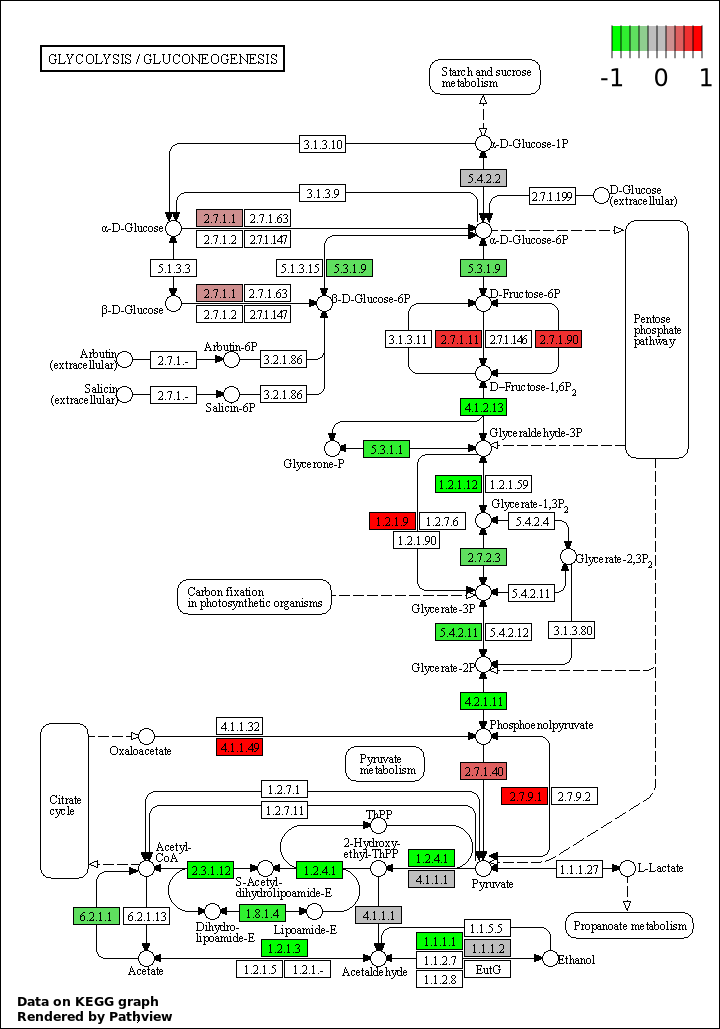 GLYCOLYSIS / GLUCONEOGENESIS
-1 0 1
Starch and sucrose
metabolism
3.1.3.10
α-D-Glucose-1P
5.4.2.2
3.1.3.9
2.7.1.199
D-Glucose
(extracellular)
2.7.1.1
2.7.1.63
α-D-Glucose
2.7.1.2
2.7.1.147
α-D-Glucose-6P
5.1.3.3
5.1.3.15
5.3.1.9
5.3.1.9
2.7.1.1
2.7.1.63
β-D-Glucose
2.7.1.2
2.7.1.147
β-D-Glucose-6P
D-Fructose-6P
Pentose
phosphate
pathway
Arbutin
(extracellular)
2.7.1.-
Arbutin-6P
3.2.1.86
3.1.3.11
2.7.1.11
2.7.1.146
2.7.1.90
Salicin
(extracellular)
2.7.1.-
Salicin-6P
3.2.1.86
D-Fructose-1,6P2
4.1.2.13
Glyceraldehyde-3P
5.3.1.1
Glycerone-P
1.2.1.12
1.2.1.59
Glycerate-1,3P2
1.2.1.9
1.2.7.6
5.4.2.4
1.2.1.90
2.7.2.3
Glycerate-2,3P2
Carbon fixation
in photosynthetic organisms
5.4.2.11
Glycerate-3P
5.4.2.11
5.4.2.12
3.1.3.80
Glycerate-2P
4.2.1.11
4.1.1.32
Phosphoenolpyruvate
Oxaloacetate
4.1.1.49
Pyruvate
metabolism
2.7.1.40
Citrate
cycle
1.2.7.1
2.7.9.1
2.7.9.2
1.2.7.11
ThPP
Acetyl-
CoA
2-Hydroxy-
ethyl-ThPP
2.3.1.12
1.2.4.1
1.2.4.1
4.1.1.1
S-Acetyl-
dihydrolipoamide-E
Pyruvate
1.1.1.27
L-Lactate
6.2.1.1
6.2.1.13
1.8.1.4
4.1.1.1
Dihydro-
lipoamide-E
Lipoamide-E
Propanoate metabolism
1.2.1.3
1.1.1.1
1.1.5.5
1.1.1.2
Acetate
1.2.1.5
1.2.1.-
Acetaldehyde
1.1.2.7
1.1.2.8
EutG
Ethanol
Data on KEGG graph
Rendered by Pathview